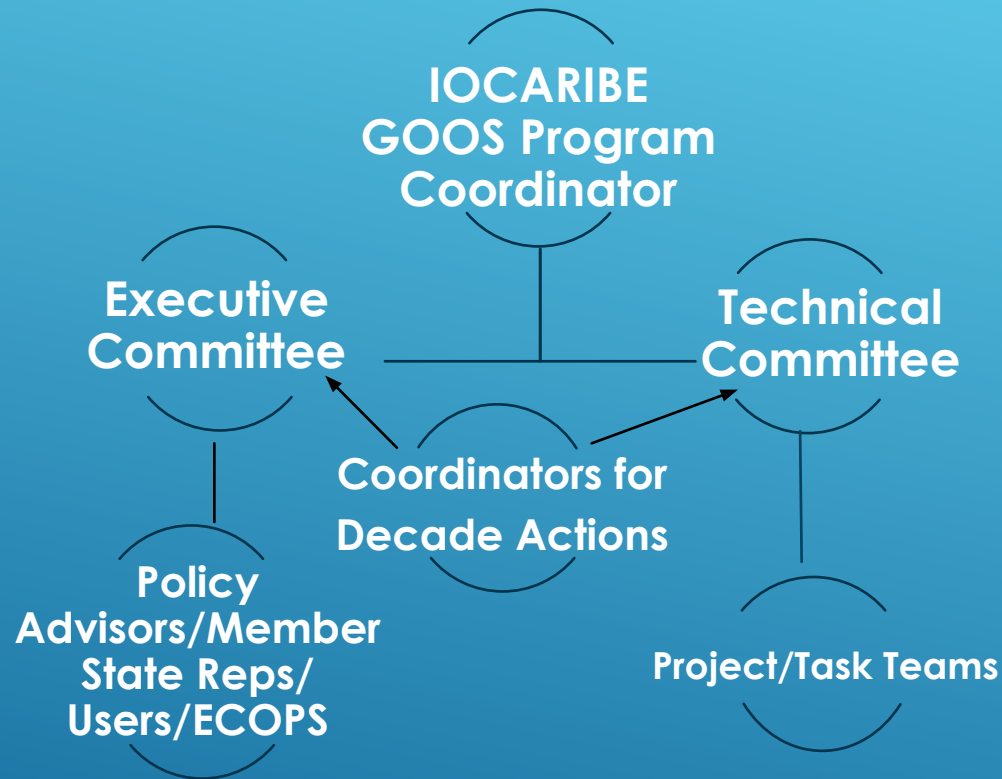 IOCARIBE
GOOS Program
Coordinator
Executive
Committee
Technical
Committee
Coordinators for
Decade Actions
Policy
Advisors/Member
State Reps/
Users/ECOPS
Project/Task Teams